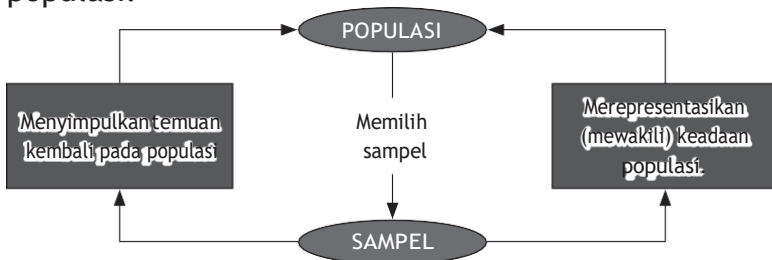 populasi.
POPULASI
Menyimpulkan temuan
kembali pada populasi
Memilih
sampel
Merepresentasikan
(mewakili) keadaan
populasi.
SAMPEL